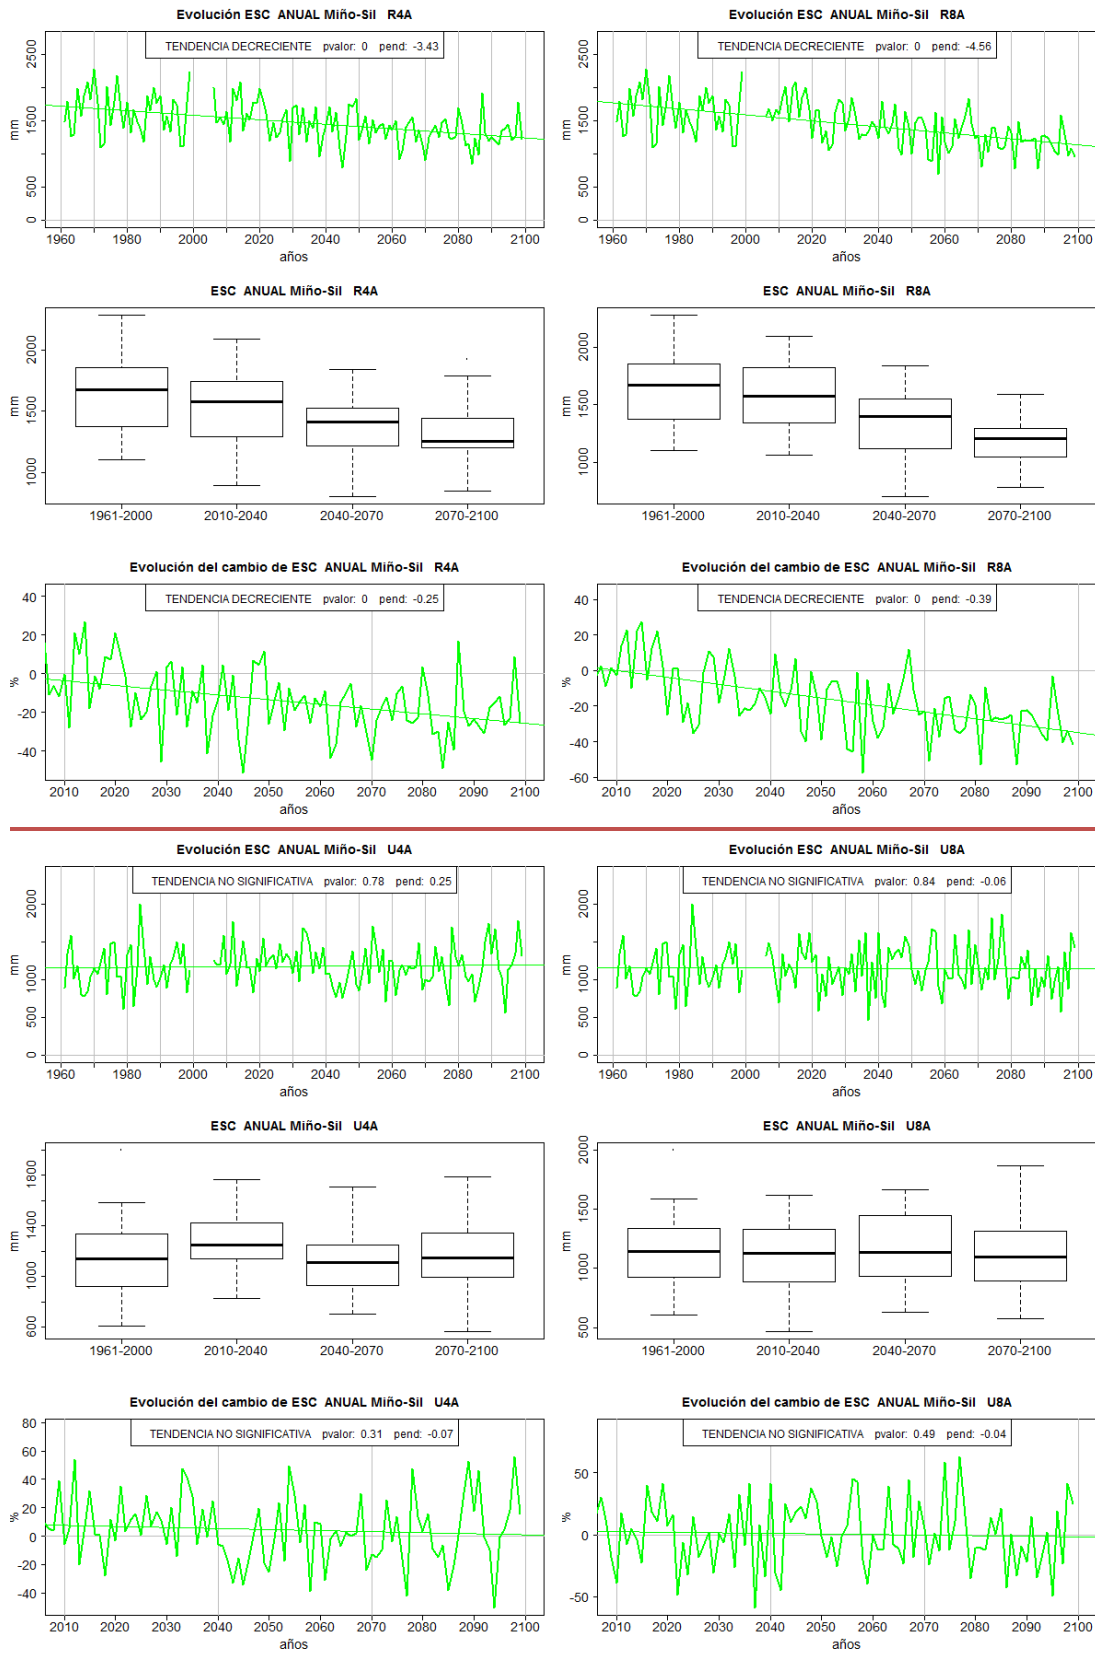 Evolución ESC ANUAL Miño-Sil R4A
TENDENCIA DECRECIENTE pvalor: 0 pend: -3.43
mm
0 500 1500 2500
1960 1980 2000 2020 2040 2060 2080 2100
años
Evolución ESC ANUAL Miño-Sil R8A
TENDENCIA DECRECIENTE pvalor: 0 pend: -4.56
mm
0 500 1500 2500
1960 1980 2000 2020 2040 2060 2080 2100
años
ESC ANUAL Miño-Sil R4A
mm
1000 1500 2000
1961-2000 2010-2040 2040-2070 2070-2100
ESC ANUAL Miño-Sil R8A
mm
1000 1500 2000
1961-2000 2010-2040 2040-2070 2070-2100
Evolución del cambio de ESC ANUAL Miño-Sil R4A
TENDENCIA DECRECIENTE pvalor: 0 pend: -0.25
%
40
20
0
-20
-40
2010 2020 2030 2040 2050 2060 2070 2080 2090 2100
años
Evolución del cambio de ESC ANUAL Miño-Sil R8A
TENDENCIA DECRECIENTE pvalor: 0 pend: -0.39
%
40
20
0
-20
-40
-60
2010 2020 2030 2040 2050 2060 2070 2080 2090 2100
años
Evolución ESC ANUAL Miño-Sil U4A
TENDENCIA NO SIGNIFICATIVA pvalor: 0.78 pend: 0.25
mm
0 500 1000 2000
1960 1980 2000 2020 2040 2060 2080 2100
años
Evolución ESC ANUAL Miño-Sil U8A
TENDENCIA NO SIGNIFICATIVA pvalor: 0.84 pend: -0.06
mm
0 500 1000 2000
1960 1980 2000 2020 2040 2060 2080 2100
años
ESC ANUAL Miño-Sil U4A
mm
600 1000 1400 1800
1961-2000 2010-2040 2040-2070 2070-2100
ESC ANUAL Miño-Sil U8A
mm
500 1000 1500 2000
1961-2000 2010-2040 2040-2070 2070-2100
Evolución del cambio de ESC ANUAL Miño-Sil U4A
TENDENCIA NO SIGNIFICATIVA pvalor: 0.31 pend: -0.07
%
80
60
40
20
0
-20
-40
2010 2020 2030 2040 2050 2060 2070 2080 2090 2100
años
Evolución del cambio de ESC ANUAL Miño-Sil U8A
TENDENCIA NO SIGNIFICATIVA pvalor: 0.49 pend: -0.04
%
50
0
-50
2010 2020 2030 2040 2050 2060 2070 2080 2090 2100
años